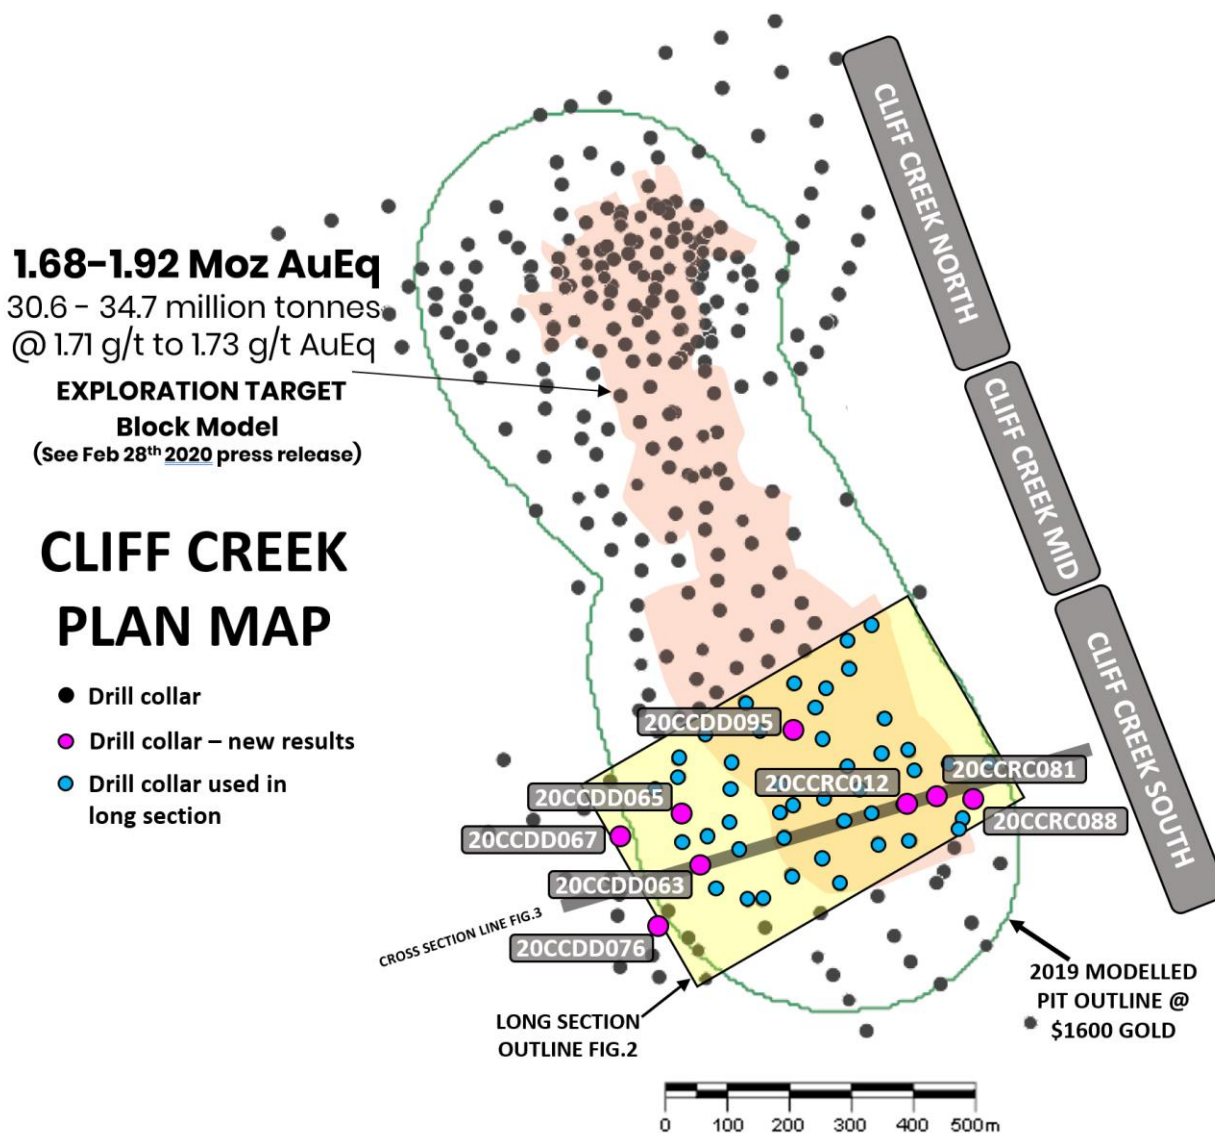 CLIFF CREEK NORTH
1.68-1.92 Moz AuEq
30.6 - 34.7 million tonnes
@ 1.71 g/t to 1.73 g/t AuEq
EXPLORATION TARGET
Block Model
(See Feb 28th 2020 press release)
CLIFF CREEK MID
CLIFF CREEK
PLAN MAP
Drill collar
Drill collar – new results
Drill collar used in
long section
CLIFF CREEK SOUTH
20CCDD095
20CCRC081
20CCRC012
20CCDD065
20CCRC088
20CCDD067
20CCDD063
CROSS SECTION LINE FIG.3
20CCDD076
2019 MODELLED
PIT OUTLINE @
$1600 GOLD
LONG SECTION
OUTLINE FIG.2
0 100 200 300 400 500m